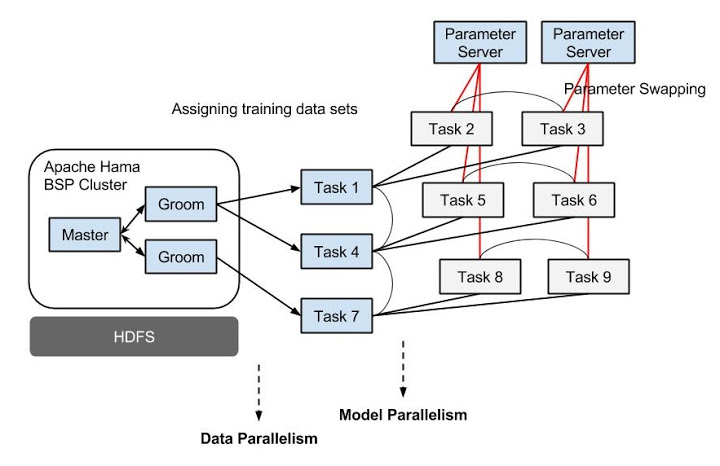 Parameter
Server
Parameter
Server
Parameter Swapping
Assigning training data sets
Task 2
Task 3
Apache Hama
BSP Cluster
Groom
Task 1
Task 5
Task 6
Master
Groom
Task 4
Task 8
Task 9
Task 7
HDFS
Model Parallelism
Data Parallelism